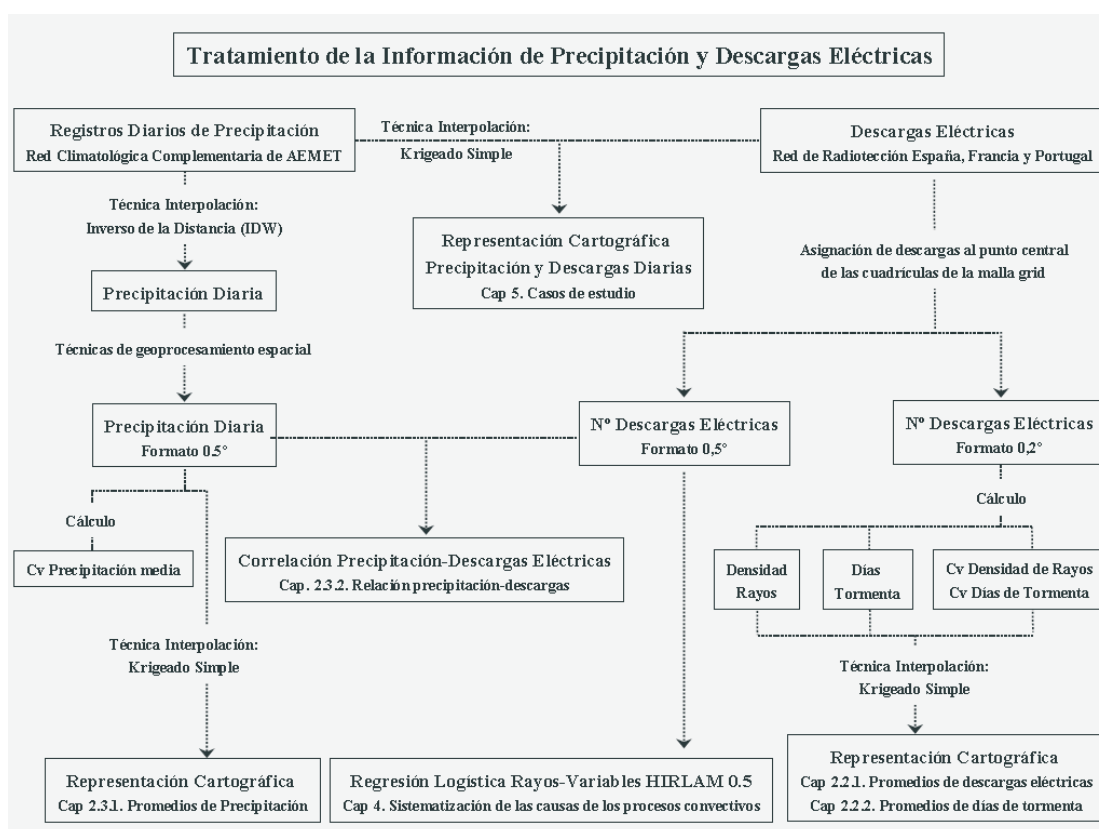 Tratamiento de la Información de Precipitación y Descargas Eléctricas
Registros Diarios de Precipitación
Red Climatológica Complementaria de AEMET
Técnica Interpolación:
Krigeado Simple
Descargas Eléctricas
Red de Radiotección España, Francia y Portugal
Técnica Interpolación:
Inverso de la Distancia (IDW)
Representación Cartográfica
Precipitación y Descargas Diarias
Cap 5. Casos de estudio
Asignación de descargas al punto central
de las cuadrículas de la malla grid
Precipitación Diaria
Técnicas de geoprocesamiento espacial
Precipitación Diaria
Formato 0.5°
Nº Descargas Eléctricas
Formato 0,5°
Nº Descargas Eléctricas
Formato 0,2°
Cálculo
Cálculo
Cv Precipitación media
Correlación Precipitación-Descargas Eléctricas
Cap. 2.3.2. Relación precipitación-descargas
Densidad
Rayos
Días
Tormenta
Cv Densidad de Rayos
Cv Días de Tormenta
Técnica Interpolación:
Krigeado Simple
Técnica Interpolación:
Krigeado Simple
Representación Cartográfica
Cap 2.3.1. Promedios de Precipitación
Regresión Logística Rayos-Variables HIRLAM 0.5
Cap 4. Sistematización de las causas de los procesos convectivos
Representación Cartográfica
Cap 2.2.1. Promedios de descargas eléctricas
Cap 2.2.2. Promedios de días de tormenta